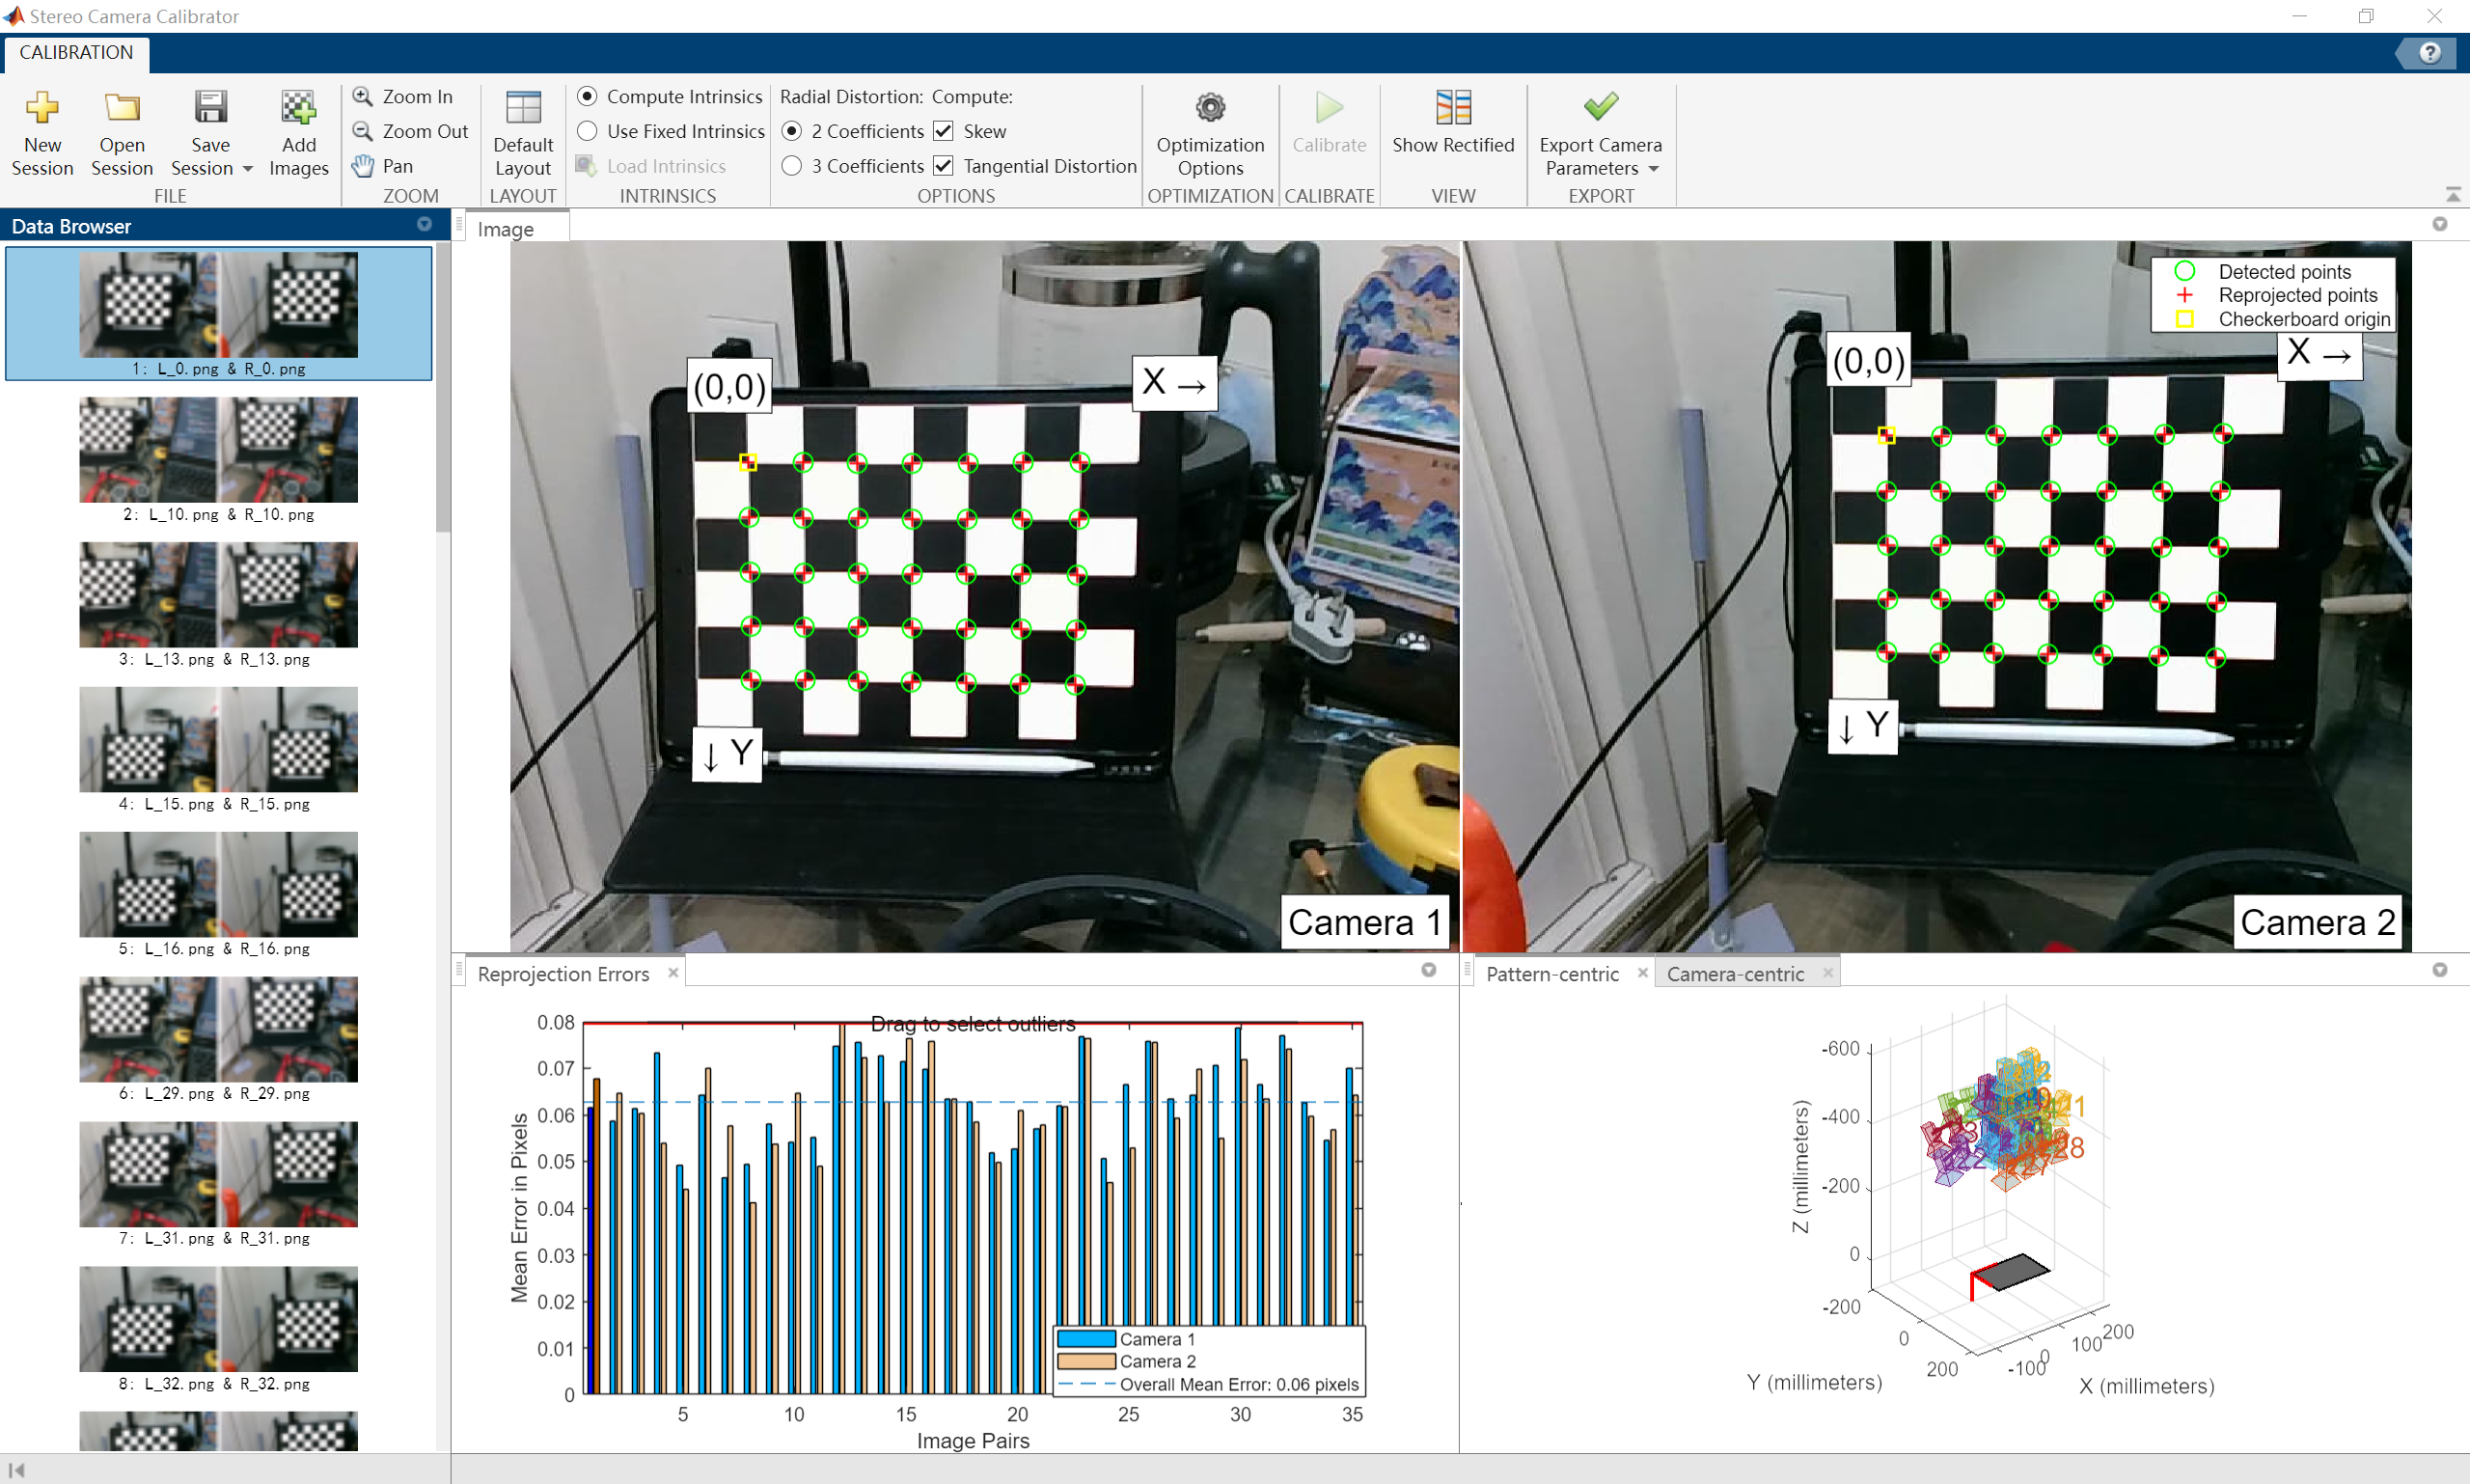 Stereo Camera Calibrator
CALIBRATION
New Session
Open Session
Save Session
Add Images
FILE
Zoom In
Zoom Out
Pan
ZOOM
Default Layout
LAYOUT
Compute Intrinsics
Use Fixed Intrinsics
Load Intrinsics
INTRINSICS
Radial Distortion: Compute:
2 Coefficients Skew
3 Coefficients Tangential Distortion
OPTIONS
Optimization Options
OPTIMIZATION
Calibrate
CALIBRATE
Show Rectified
VIEW
Export Camera Parameters
EXPORT
Data Browser
1: L_0.png & R_0.png
2: L_10.png & R_10.png
3: L_13.png & R_13.png
4: L_15.png & R_15.png
5: L_16.png & R_16.png
6: L_29.png & R_29.png
7: L_31.png & R_31.png
8: L_32.png & R_32.png
Image
(0,0)
X →
↓ Y
Camera 1
Detected points
Reprojected points
Checkerboard origin
(0,0)
X →
↓ Y
Camera 2
Reprojection Errors
Drag to select outliers
Mean Error in Pixels
0.08
0.07
0.06
0.05
0.04
0.03
0.02
0.01
0
5 10 15 20 25 30 35
Image Pairs
Camera 1
Camera 2
Overall Mean Error: 0.06 pixels
Pattern-centric
Camera-centric
Z (millimeters)
-600
-400
-200
0
-200
0
200
Y (millimeters)
-100
0
100
200
X (millimeters)